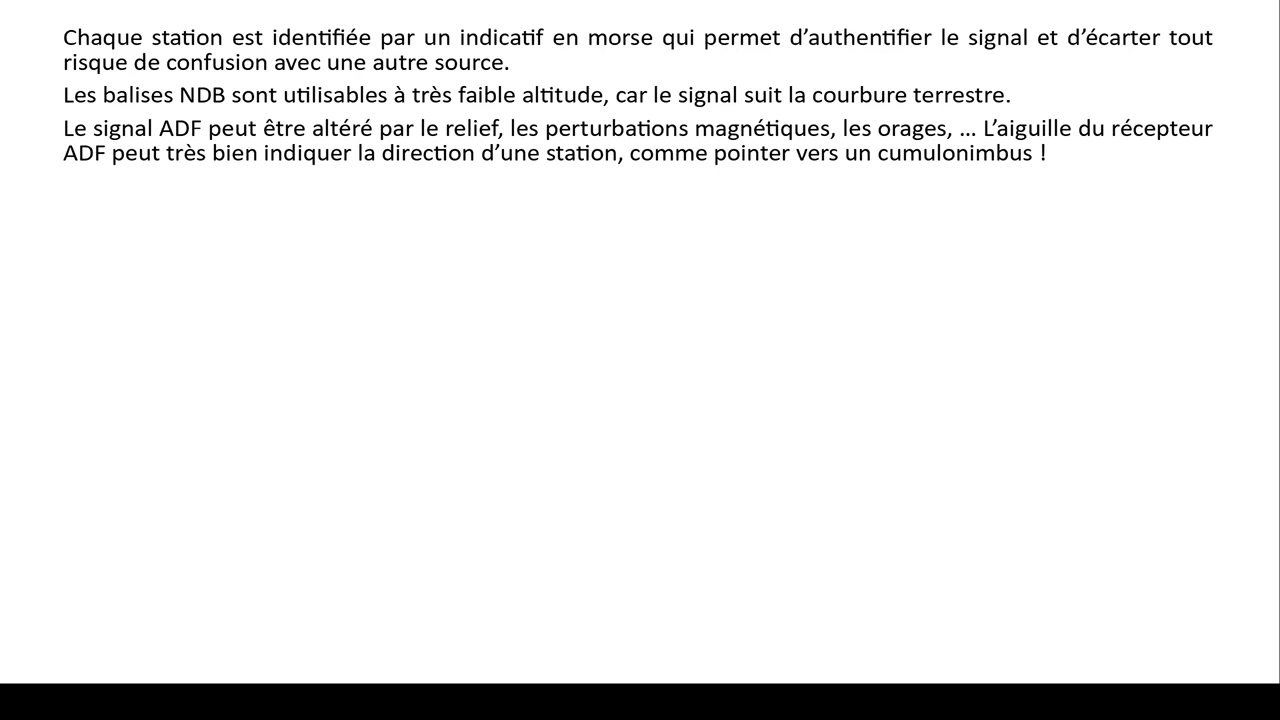 Chaque station est identifiée par un indicatif en morse qui permet d’authentifier le signal et d’écarter tout
risque de confusion avec une autre source.
Les balises NDB sont utilisables à très faible altitude, car le signal suit la courbure terrestre.
Le signal ADF peut être altéré par le relief, les perturbations magnétiques, les orages, … L’aiguille du récepteur
ADF peut très bien indiquer la direction d’une station, comme pointer vers un cumulonimbus !